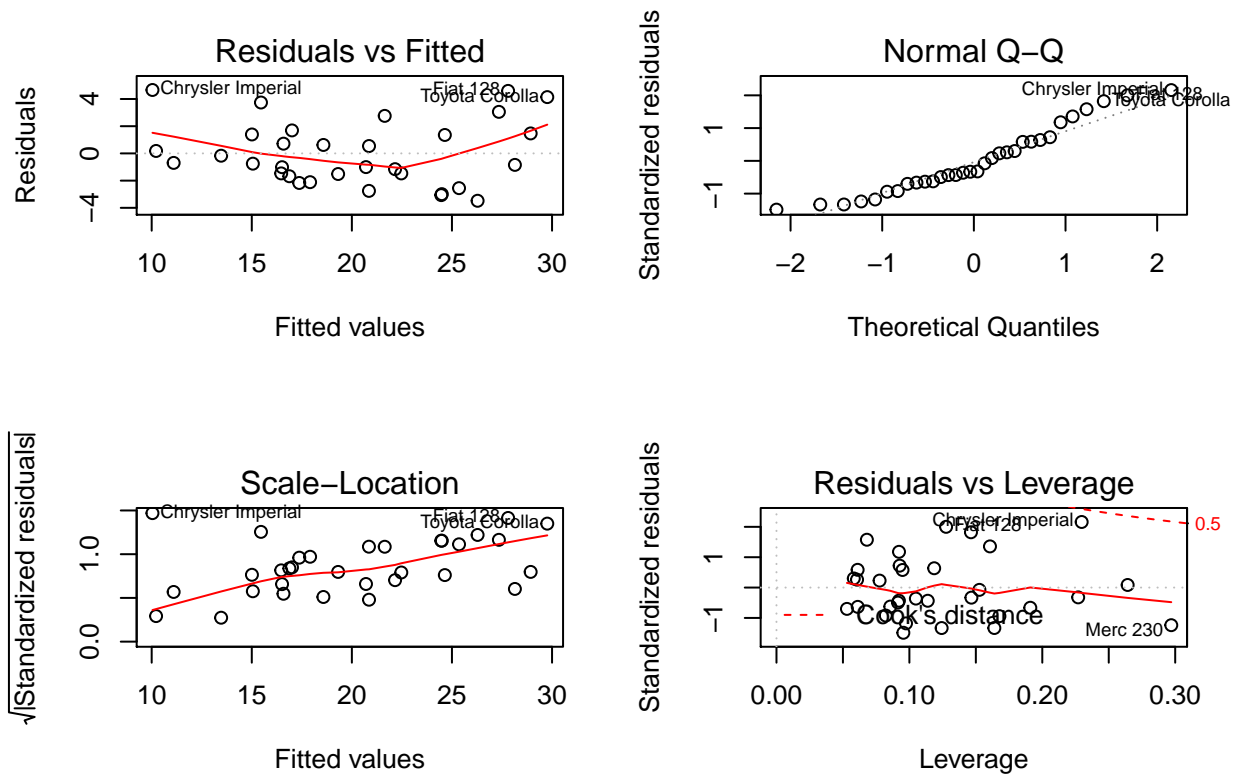 Residuals vs Fitted
Residuals
4
0
−4
Chrysler Imperial
Fiat 128
Toyota Corolla
10 15 20 25 30
Fitted values
Normal Q−Q
Standardized residuals
1
−1
Chrysler Imperial
Fiat 128
Toyota Corolla
−2 −1 0 1 2
Theoretical Quantiles
Scale−Location
√|Standardized residuals|
1.0
0.0
Chrysler Imperial
Fiat 128
Toyota Corolla
10 15 20 25 30
Fitted values
Residuals vs Leverage
Standardized residuals
1
−1
Chrysler Imperial
Fiat 128
0.5
Cook's distance
Merc 230
0.00 0.10 0.20 0.30
Leverage